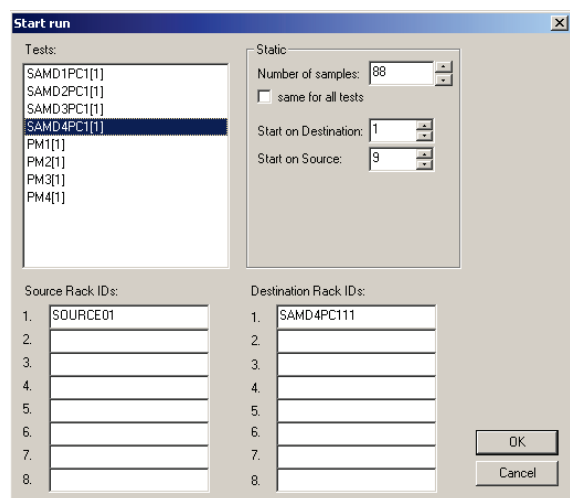 Start run
Tests:
SAMD1PC1[1]
SAMD2PC1[1]
SAMD3PC1[1]
SAMD4PC1[1]
PM1[1]
PM2[1]
PM3[1]
PM4[1]
Static
Number of samples: 88
same for all tests
Start on Destination: 1
Start on Source: 9
Source Rack IDs:
1. SOURCE01
2.
3.
4.
5.
6.
7.
8.
Destination Rack IDs:
1. SAMD4PC111
2.
3.
4.
5.
6.
7.
8.
OK
Cancel